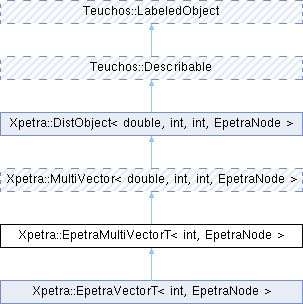 Teuchos::LabeledObject
Teuchos::Describable
Xpetra::DistObject< double, int, int, EpetraNode >
Xpetra::MultiVector< double, int, int, EpetraNode >
Xpetra::EpetraMultiVectorT< int, EpetraNode >
Xpetra::EpetraVectorT< int, EpetraNode >